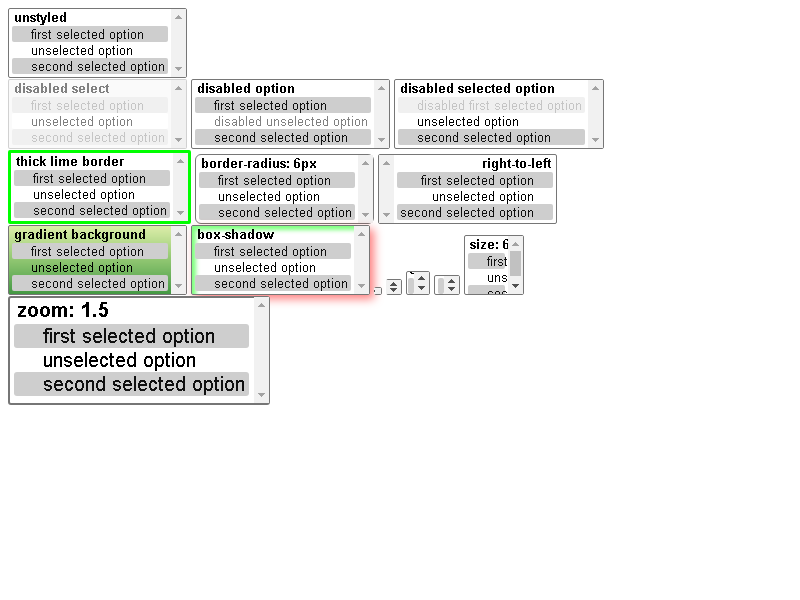 unstyled
first selected option
unselected option
second selected option
disabled select
first selected option
unselected option
second selected option
disabled option
first selected option
disabled unselected option
second selected option
disabled selected option
disabled first selected option
unselected option
second selected option
thick lime border
first selected option
unselected option
second selected option
border-radius: 6px
first selected option
unselected option
second selected option
right-to-left
first selected option
unselected option
second selected option
gradient background
first selected option
unselected option
second selected option
box-shadow
first selected option
unselected option
second selected option
size: 6
first
uns
zoom: 1.5
first selected option
unselected option
second selected option